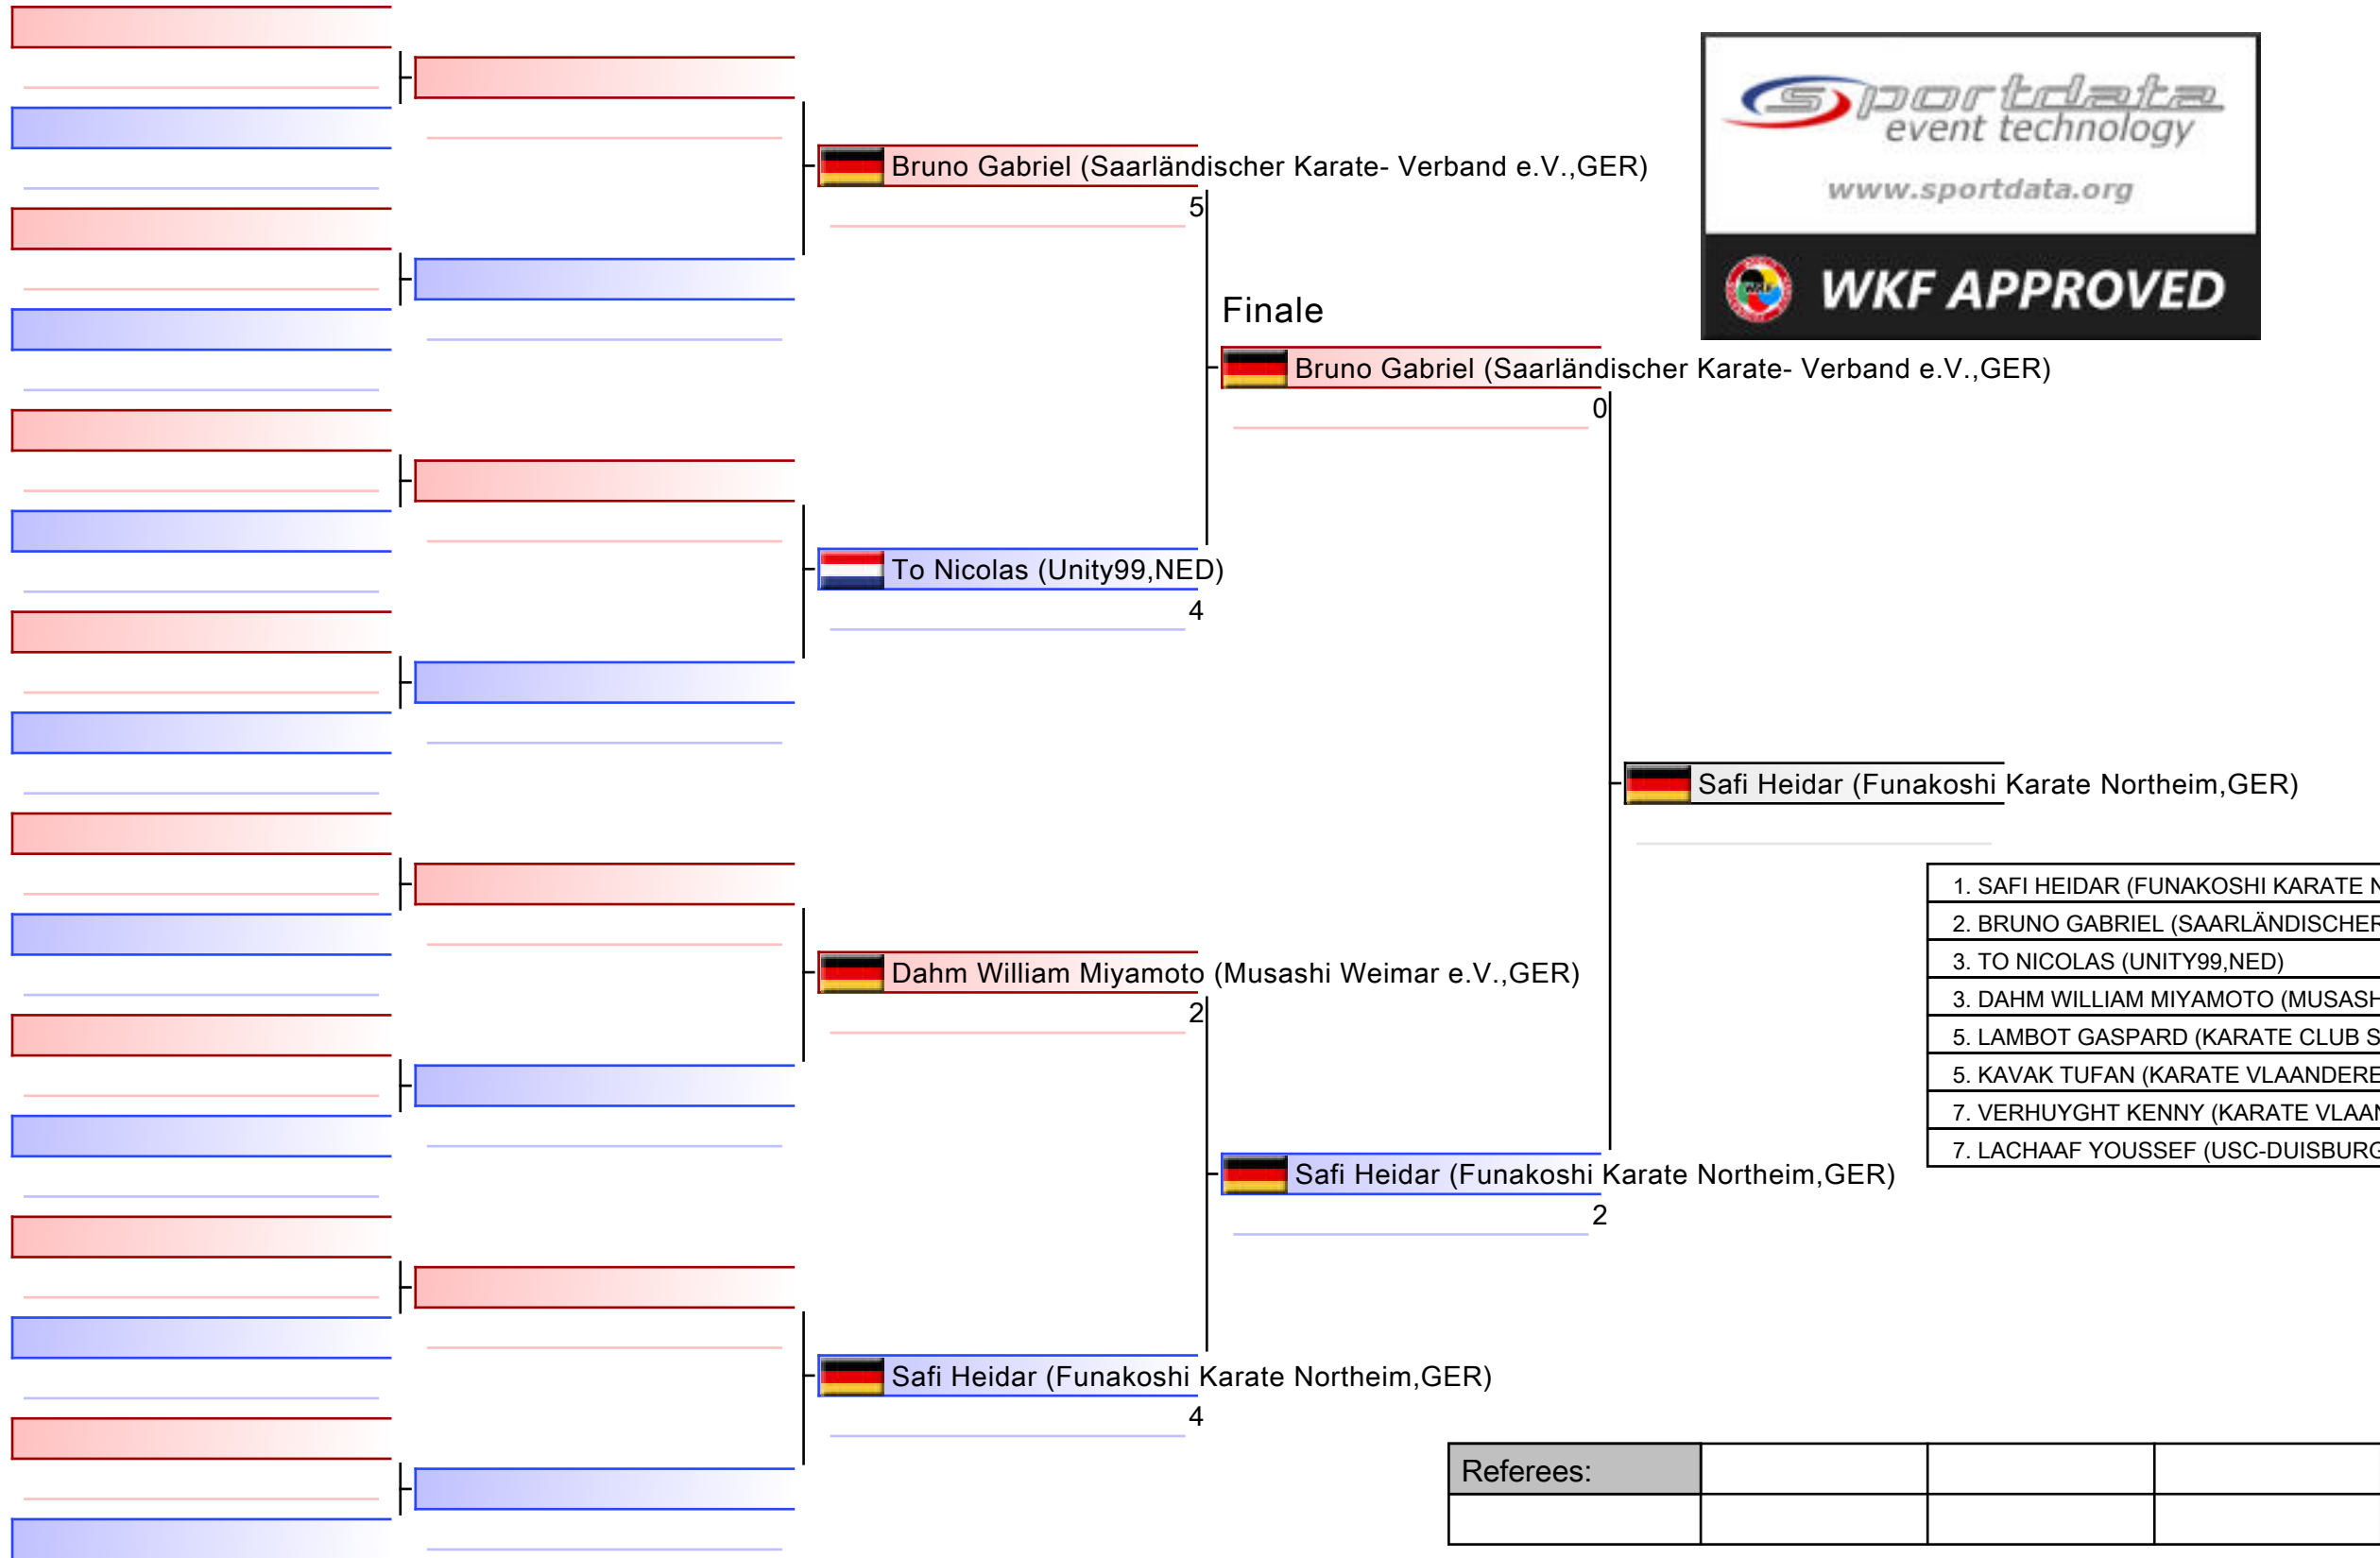 sportdata
event technology
www.sportdata.org
WKF APPROVED
Bruno Gabriel (Saarländischer Karate- Verband e.V.,GER)
5
Finale
Bruno Gabriel (Saarländischer Karate- Verband e.V.,GER)
0
To Nicolas (Unity99,NED)
4
Safi Heidar (Funakoshi Karate Northeim,GER)
1. SAFI HEIDAR (FUNAKOSHI KARATE
2. BRUNO GABRIEL (SAARLÄNDISCHER
3. TO NICOLAS (UNITY99,NED)
3. DAHM WILLIAM MIYAMOTO (MUSASH
5. LAMBOT GASPARD (KARATE CLUB S
5. KAVAK TUFAN (KARATE VLAANDERE
7. VERHUYGHT KENNY (KARATE VLAAN
7. LACHAAF YOUSSEF (USC-DUISBURG
Dahm William Miyamoto (Musashi Weimar e.V.,GER)
2
Safi Heidar (Funakoshi Karate Northeim,GER)
2
Safi Heidar (Funakoshi Karate Northeim,GER)
4
Referees: